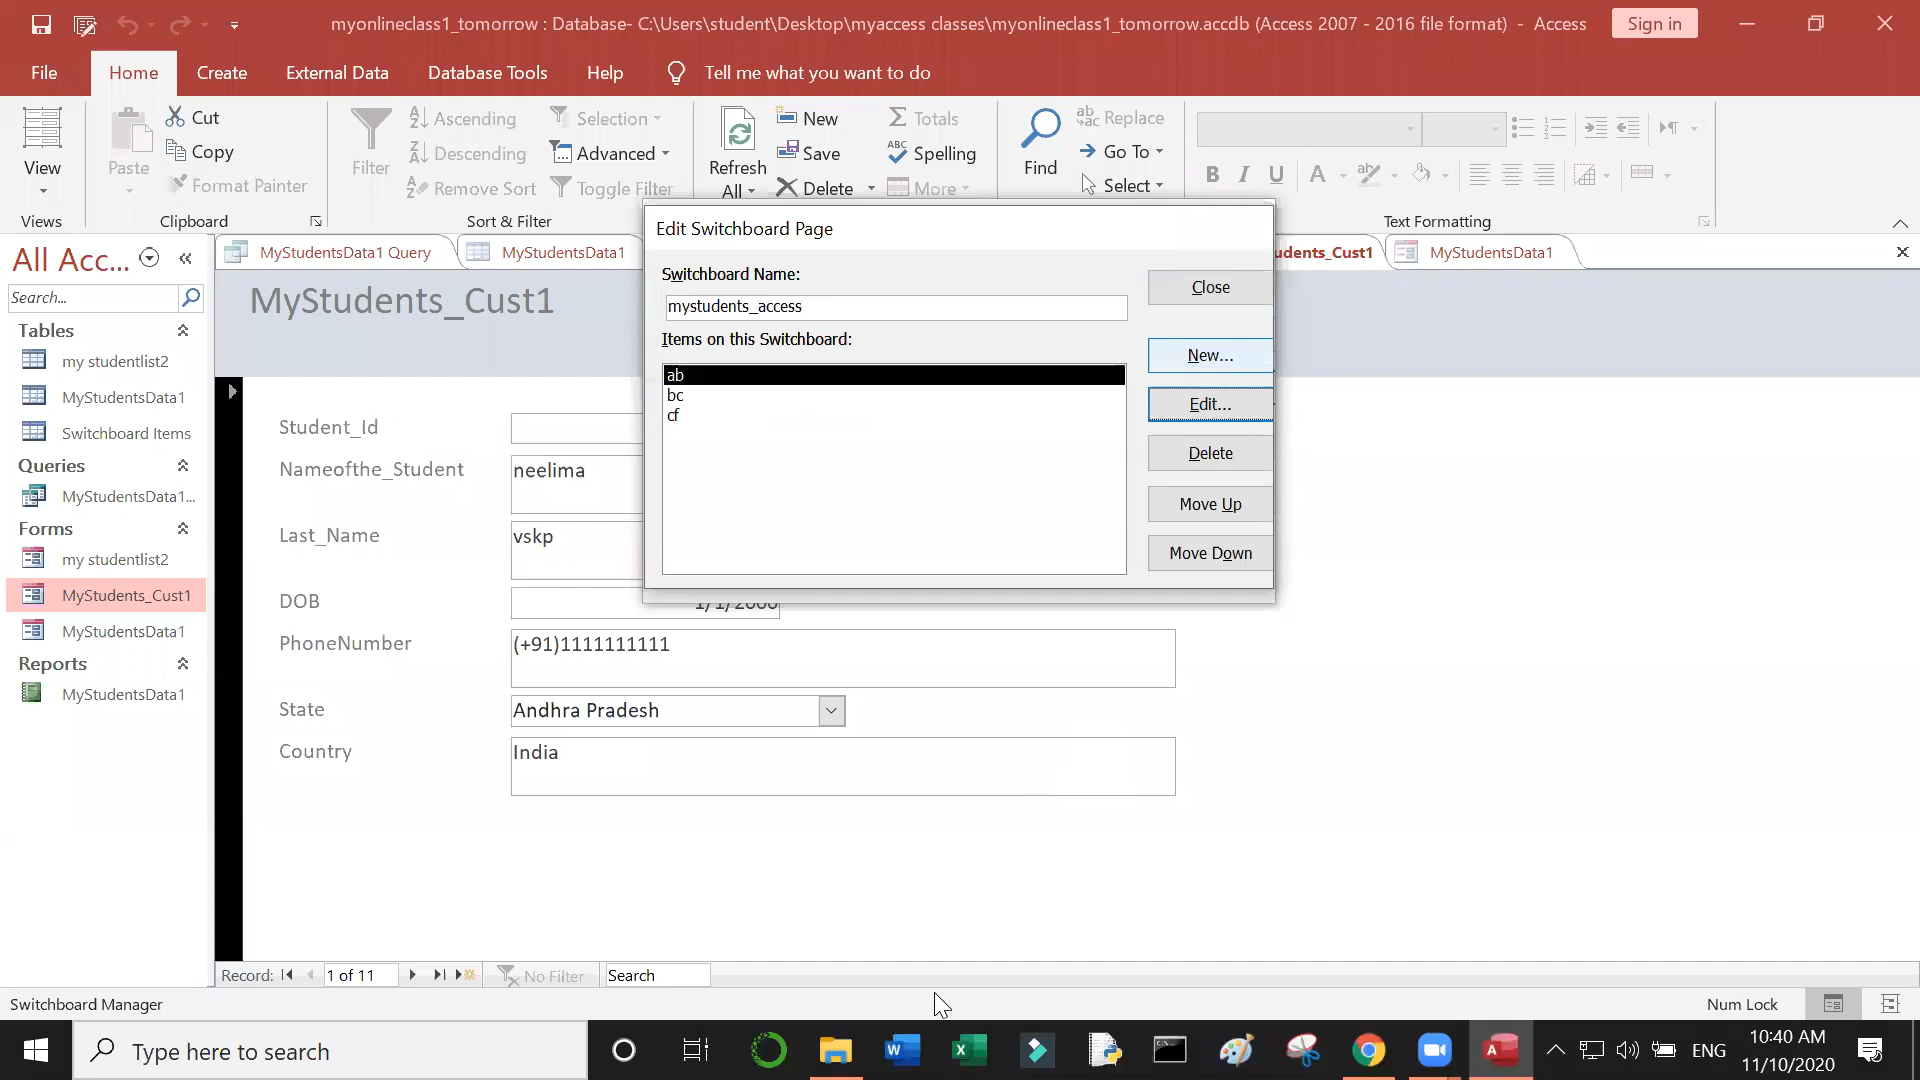 myonlineclass1_tomorrow : Database- C:\Users\student\Desktop\myaccess classes\myonlineclass1_tomorrow.accdb (Access 2007 - 2016 file format) - Access
Sign in
File
Home
Create
External Data
Database Tools
Help
Tell me what you want to do
View
Paste
Cut
Copy
Format Painter
Filter
Ascending
Descending
Remove Sort
Selection
Advanced
Toggle Filter
Refresh
All
New
Save
Delete
Totals
Spelling
More
Find
Replace
Go To
Select
B I U A
Views
Clipboard
Sort & Filter
Text Formatting
All Acc...
Search...
Tables
my studentlist2
MyStudentsData1
Switchboard Items
Queries
MyStudentsData1...
Forms
my studentlist2
MyStudents_Cust1
MyStudentsData1
Reports
MyStudentsData1
MyStudentsData1 Query
MyStudentsData1
udents_Cust1
MyStudentsData1
MyStudents_Cust1
Student_Id
Nameofthe_Student
neelima
Last_Name
vskp
DOB
1/1/2000
PhoneNumber
(+91)1111111111
State
Andhra Pradesh
Country
India
Edit Switchboard Page
Switchboard Name:
mystudents_access
Items on this Switchboard:
ab
bc
cf
Close
New...
Edit...
Delete
Move Up
Move Down
Record:
1 of 11
No Filter
Search
Switchboard Manager
Num Lock
Type here to search
ENG
10:40 AM
11/10/2020